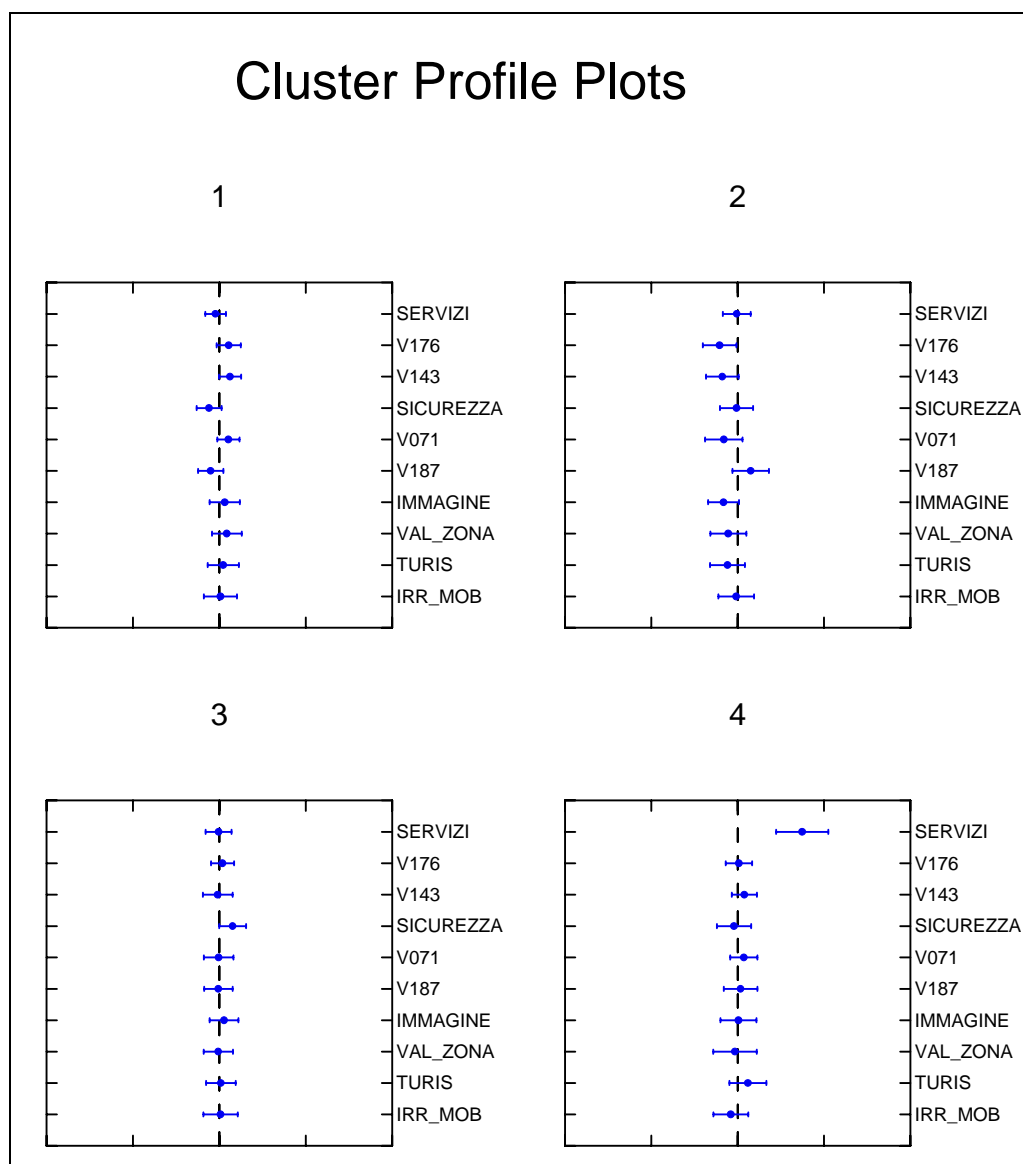 Cluster Profile Plots
1
SERVIZI
V176
V143
SICUREZZA
V071
V187
IMMAGINE
VAL_ZONA
TURIS
IRR_MOB
2
SERVIZI
V176
V143
SICUREZZA
V071
V187
IMMAGINE
VAL_ZONA
TURIS
IRR_MOB
3
SERVIZI
V176
V143
SICUREZZA
V071
V187
IMMAGINE
VAL_ZONA
TURIS
IRR_MOB
4
SERVIZI
V176
V143
SICUREZZA
V071
V187
IMMAGINE
VAL_ZONA
TURIS
IRR_MOB